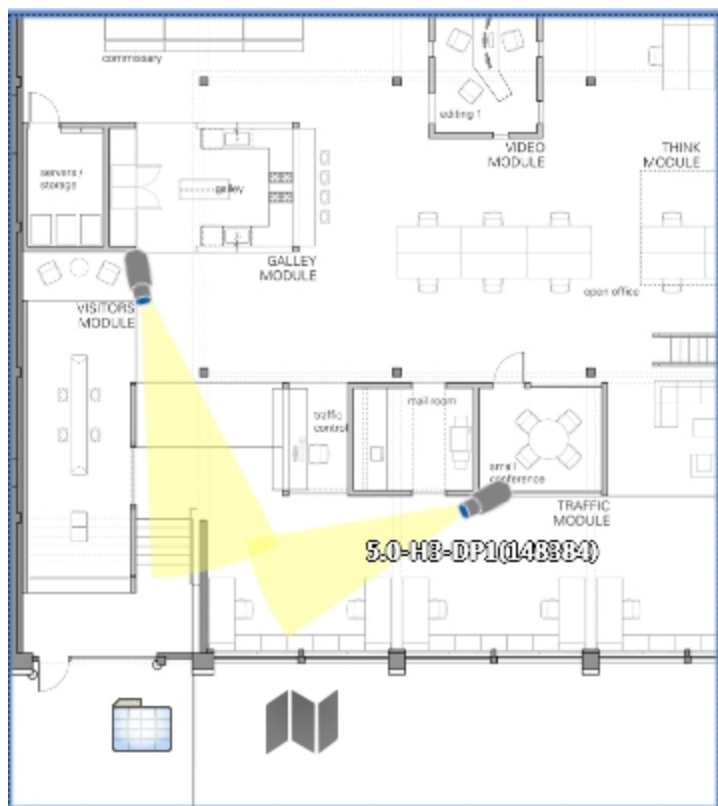 commissary
editing 1
VIDEO
MODULE
THINK
MODULE
servers /
storage
galley
GALLEY
MODULE
open office
VISITORS
MODULE
mail room
traffic
control
small
conference
TRAFFIC
MODULE
5.0-H3-DP1(148384)